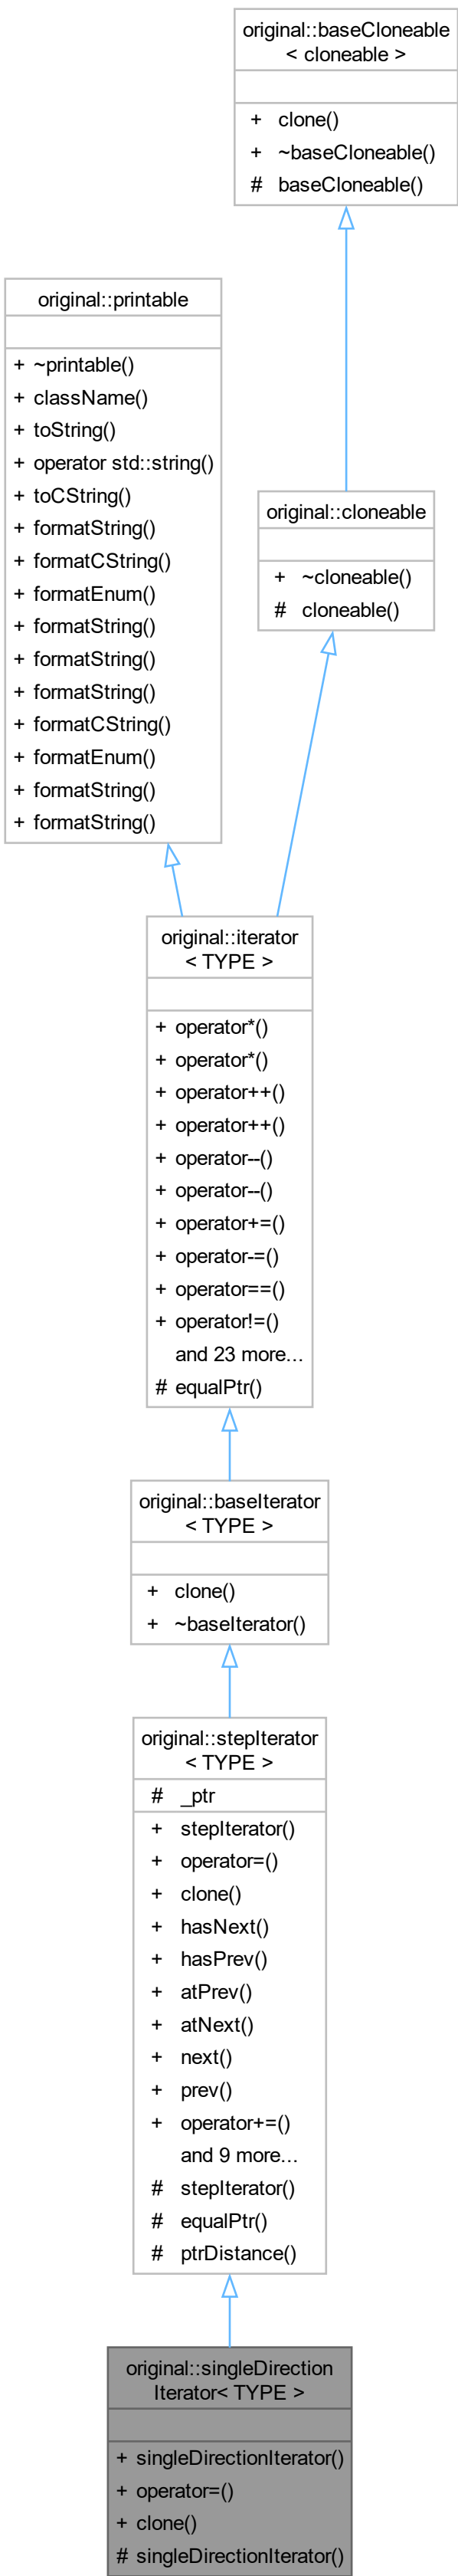 original::baseCloneable
< cloneable >
+ clone()
+ ~baseCloneable()
# baseCloneable()
original::printable
+ ~printable()
+ className()
+ toString()
+ operator std::string()
+ toCString()
+ formatString()
+ formatCString()
+ formatEnum()
+ formatString()
+ formatString()
+ formatString()
+ formatCString()
+ formatEnum()
+ formatString()
+ formatString()
original::cloneable
+ ~cloneable()
# cloneable()
original::iterator
< TYPE >
+ operator*()
+ operator*()
+ operator++()
+ operator++()
+ operator--()
+ operator--()
+ operator+=()
+ operator-=()
+ operator==()
+ operator!=()
and 23 more...
# equalPtr()
original::baseIterator
< TYPE >
+ clone()
+ ~baseIterator()
original::stepIterator
< TYPE >
# _ptr
+ stepIterator()
+ operator=()
+ clone()
+ hasNext()
+ hasPrev()
+ atPrev()
+ atNext()
+ next()
+ prev()
+ operator+=()
and 9 more...
# stepIterator()
# equalPtr()
# ptrDistance()
original::singleDirection
Iterator< TYPE >
+ singleDirectionIterator()
+ operator=()
+ clone()
# singleDirectionIterator()